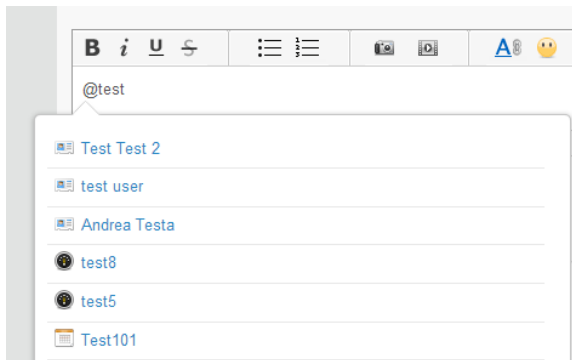 B i U S
A
@test
Test Test 2
test user
Andrea Testa
test8
test5
Test101